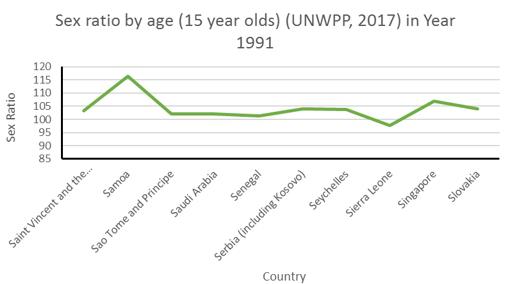 Sex ratio by age (15 year olds) (UNWPP, 2017) in Year
1991
Sex Ratio
120
115
110
105
100
95
90
85
Saint Vincent and the...
Samoa
Sao Tome and Principe
Saudi Arabia
Senegal
Serbia (including Kosovo)
Seychelles
Sierra Leone
Singapore
Slovakia
Country